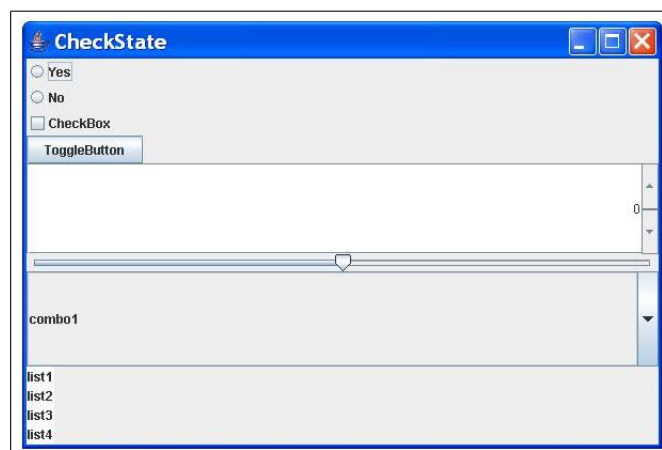 CheckState
Yes
No
CheckBox
ToggleButton
0
combo1
list1
list2
list3
list4